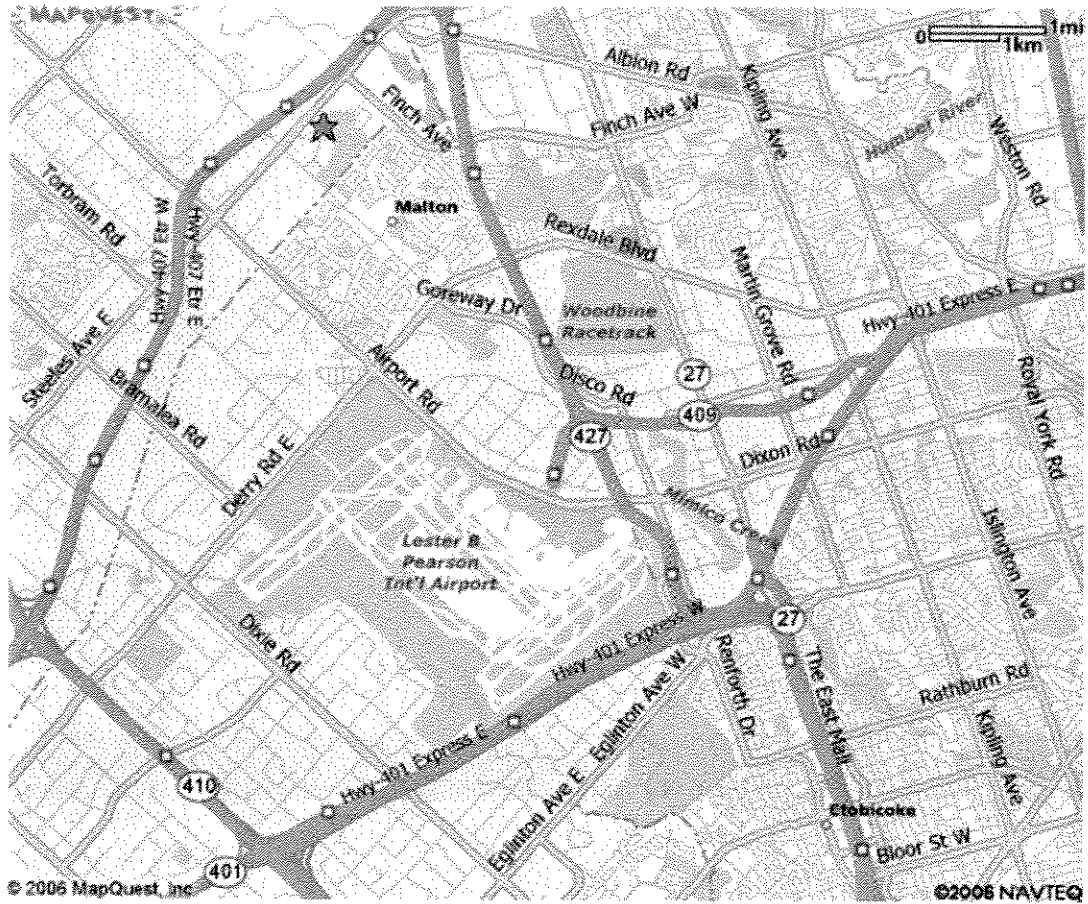 MAPQUEST
0
1mi
1km
Albion Rd
Kipling Ave
Finch Ave
Finch Ave W
Humber River
Weston Rd
Torbram Rd
Malton
Hwy-407 Etr W
Hwy-407 Etr E
Rexdale Blvd
Martin Grove Rd
Goreway Dr
Woodbine
Racetrack
Hwy-401 Express E
Steeles Ave E
Airport Rd
Disco Rd
27
Royal York Rd
Bramalea Rd
409
427
Dixon Rd
Derry Rd E
Mimico Creek
Islington Ave
Lester B
Pearson
Int'l Airport
Dixie Rd
Hwy-401 Express W
27
Renforth Dr
The East Mall
Rathburn Rd
Kipling Ave
Hwy-401 Express E
Eglinton Ave E
Eglinton Ave W
410
Etobicoke
Bloor St W
401
© 2006 MapQuest, Inc
©2006 NAVTEQ